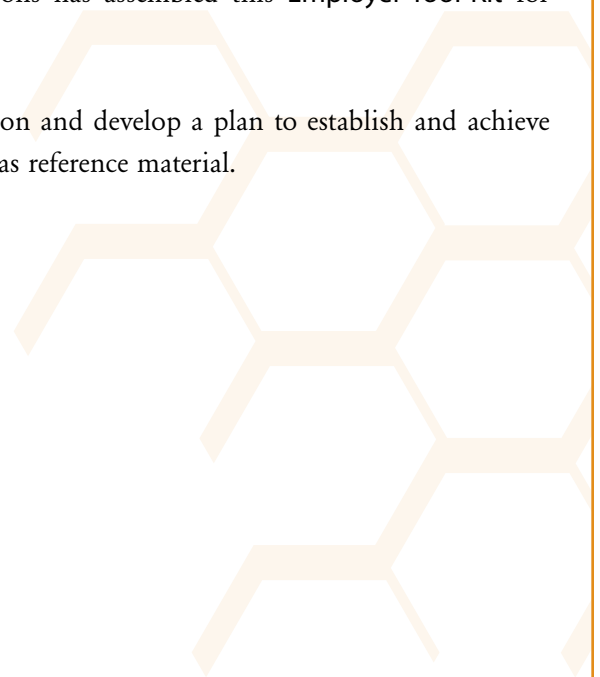 has assembled this Employer Tool Kit for
on and develop a plan to establish and achieve
as reference material.